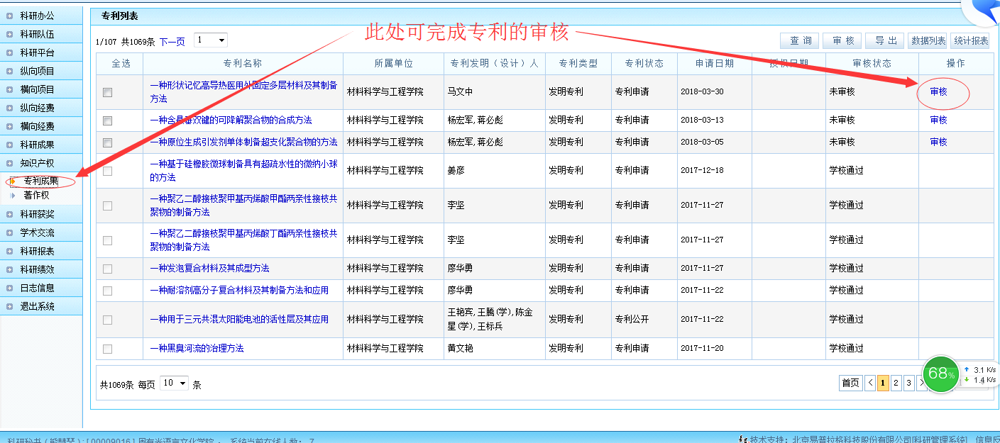 科研办公
科研队伍
科研平台
纵向项目
横向项目
纵向经费
横向经费
科研成果
知识产权
专利成果
著作权
科研获奖
学术交流
科研报表
科研绩效
日志信息
退出系统
专利列表
此处可完成专利的审核
1/107 共1069条 下一页 1
查 询 审 核 导 出 数据列表 统计报表
全选 专利名称 所属单位 专利发明（设计）人 专利类型 专利状态 申请日期 授权日期 审核状态 操作
一种形状记忆高导热医用外固定多层材料及其制备
方法 材料科学与工程学院 马文中 发明专利 专利申请 2018-03-30 未审核 审核
一种含悬垂双键的可降解聚合物的合成方法 材料科学与工程学院 杨宏军,蒋必彪 发明专利 专利申请 2018-03-13 未审核 审核
一种原位生成引发剂单体制备超支化聚合物的方法 材料科学与工程学院 杨宏军,蒋必彪 发明专利 专利申请 2018-03-05 未审核 审核
一种基于硅橡胶微球制备具有超疏水性的微纳小球
的方法 材料科学与工程学院 姜彦 发明专利 专利申请 2017-12-18 学校通过
一种聚乙二醇接枝聚甲基丙烯酸甲酯两亲性接枝共
聚物的制备方法 材料科学与工程学院 李坚 发明专利 专利申请 2017-11-27 学校通过
一种聚乙二醇接枝聚甲基丙烯酸丁酯两亲性接枝共
聚物的制备方法 材料科学与工程学院 李坚 发明专利 专利申请 2017-11-27 学校通过
一种发泡复合材料及其成型方法 材料科学与工程学院 廖华勇 发明专利 专利申请 2017-11-27 学校通过
一种耐溶剂高分子复合材料及其制备方法和应用 材料科学与工程学院 廖华勇 发明专利 专利申请 2017-11-22 学校通过
一种用于三元共混太阳能电池的活性层及其应用 材料科学与工程学院 王艳宾,王腾(学),陈金
星(学),王标兵 发明专利 专利公开 2017-11-22 学校通过
一种黑臭河流的治理方法 材料科学与工程学院 黄文艳 发明专利 专利申请 2017-11-20 学校通过
共1069条 每页 10 条
首页 < 1 2 3 >
68%
3.1 K/s
1.4 K/s
科研秘书（熊慧琴）:[00009016] 周有光语言文化学院 - 系统当前在线人数： 7
技术支持：北京易普拉格科技股份有限公司[科研管理系统] 信息反